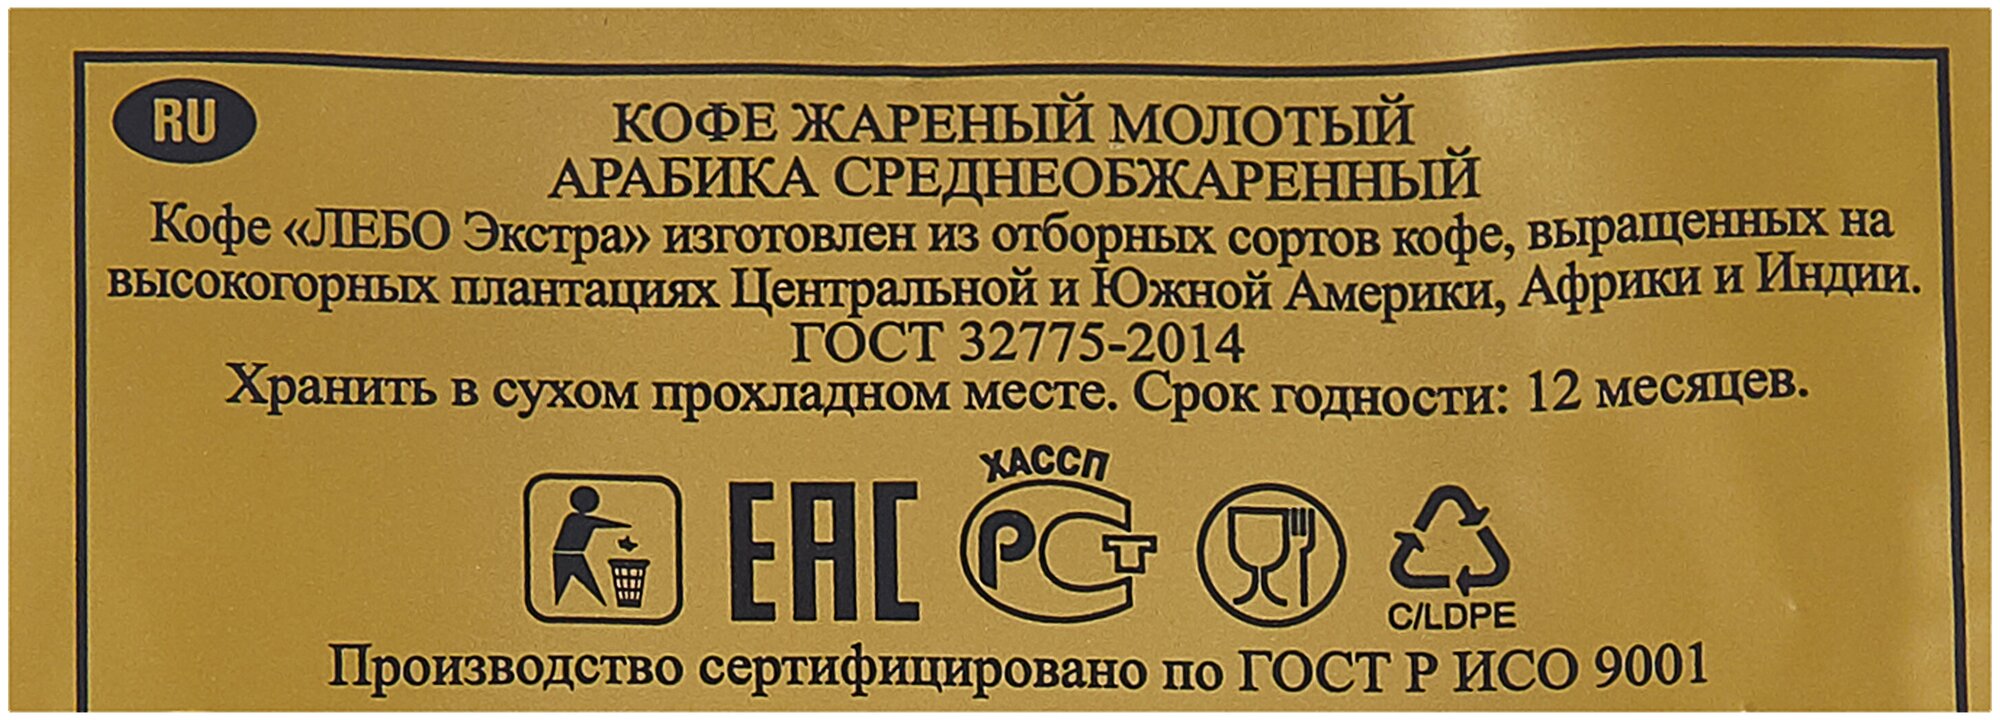 RU
КОФЕ ЖАРЕНЫЙ МОЛОТЫЙ
АРАБИКА СРЕДНЕОБЖАРЕННЫЙ
Кофе «ЛЕБО Экстра» изготовлен из отборных сортов кофе, выращенных на
высокогорных плантациях Центральной и Южной Америки, Африки и Индии.
ГОСТ 32775-2014
Хранить в сухом прохладном месте. Срок годности: 12 месяцев.
ХАССП
ЕАС РСТ
C/LDPE
Производство сертифицировано по ГОСТ Р ИСО 9001